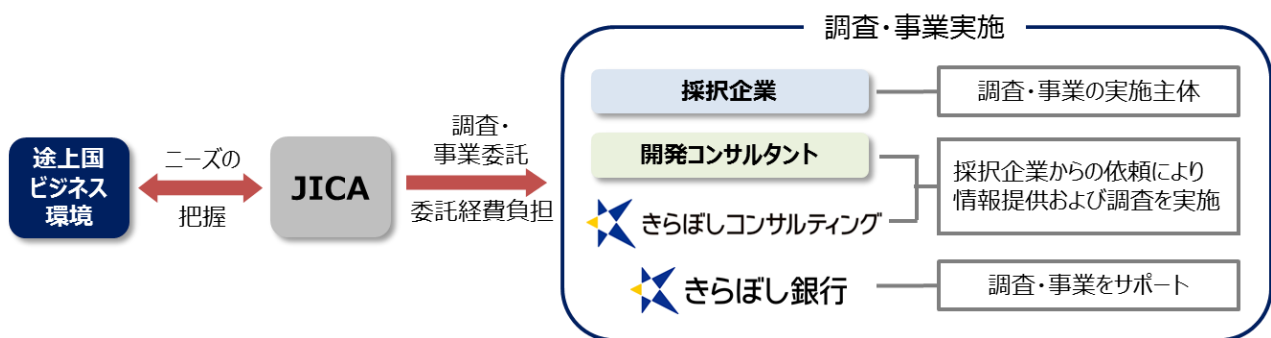 調査・事業実施
途上国
ビジネス
環境
ニーズの
把握
JICA
調査・
事業委託
委託経費負担
採択企業
調査・事業の実施主体
開発コンサルタント
きらぼしコンサルティング
採択企業からの依頼により
情報提供および調査を実施
きらぼし銀行
調査・事業をサポート